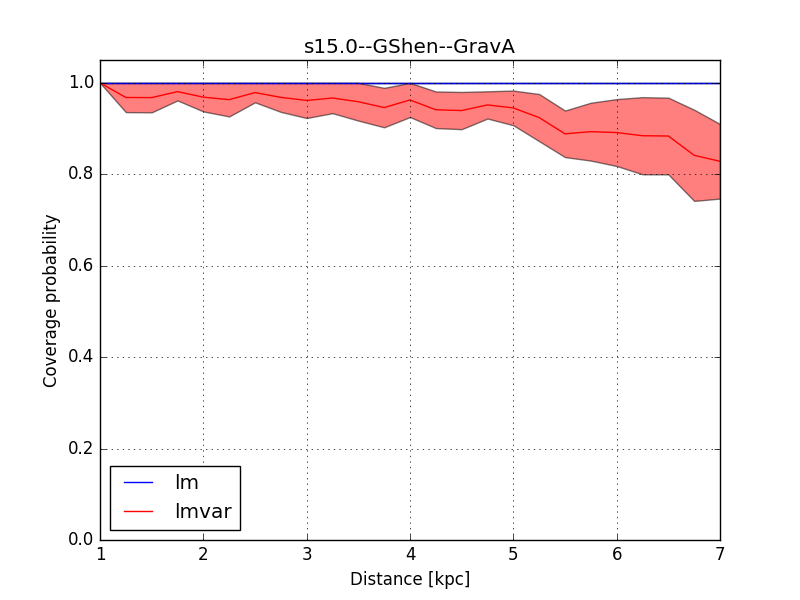 s15.0--GShen--GravA
1.0
0.8
0.6
0.4
0.2
0.0
Coverage probability
lm
lmvar
1 2 3 4 5 6 7
Distance [kpc]